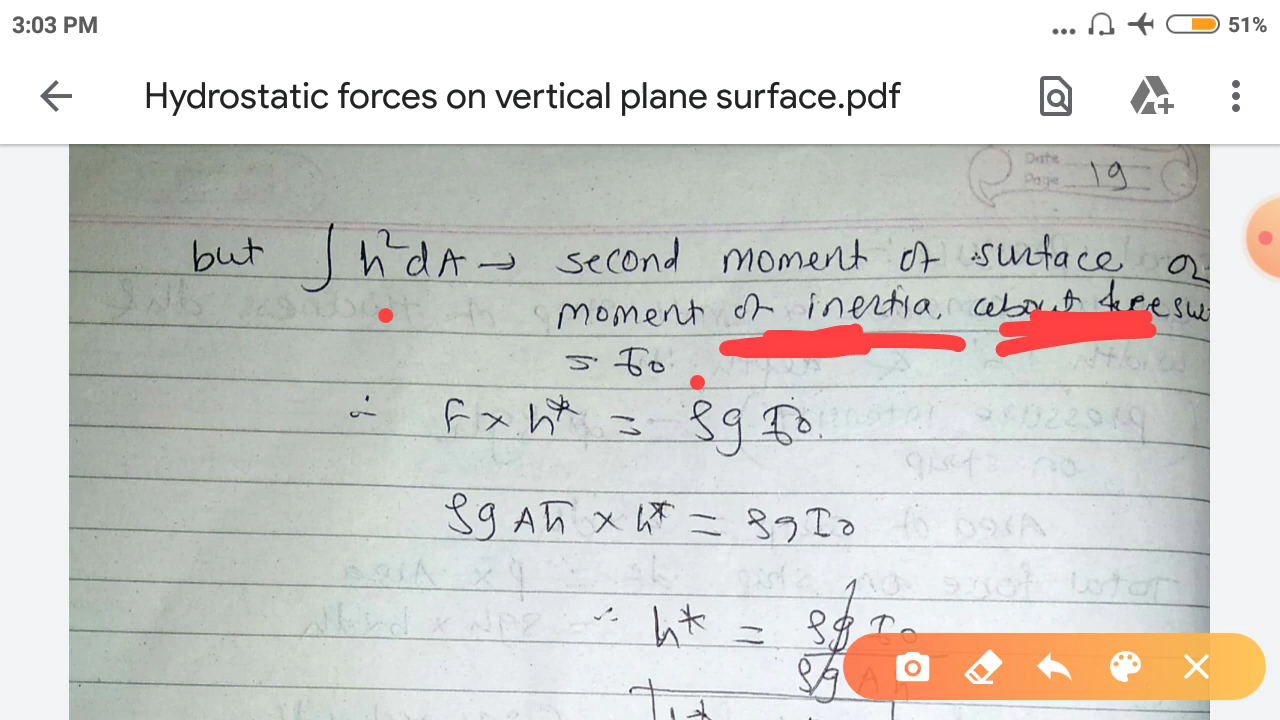 3:03 PM
51%
Hydrostatic forces on vertical plane surface.pdf
Date
Page 19
but ∫h²dA → second moment of surface or
moment of inertia. about free su
= I₀
∴ F × h* = ρg I₀.
ρg A h̄ × h* = ρg I₀
∴ h* = ρg I₀
ρg A h̄
h*